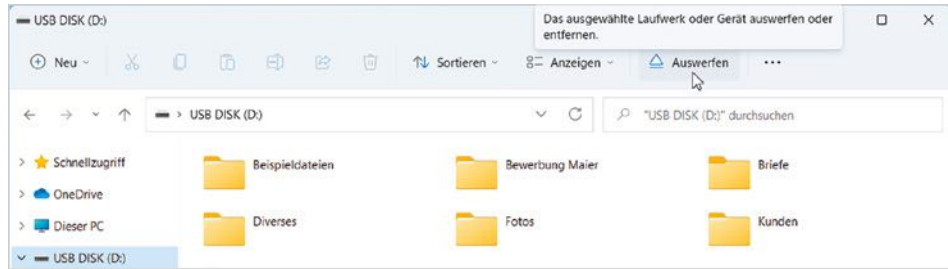 USB DISK (D:)
Das ausgewählte Laufwerk oder Gerät auswerfen oder
entfernen.
Neu
Sortieren
Anzeigen
Auswerfen
USB DISK (D:)
"USB DISK (D:)" durchsuchen
Schnellzugriff
Beispieldateien
Bewerbung Maier
Briefe
OneDrive
Dieser PC
Diverses
Fotos
Kunden
USB DISK (D:)